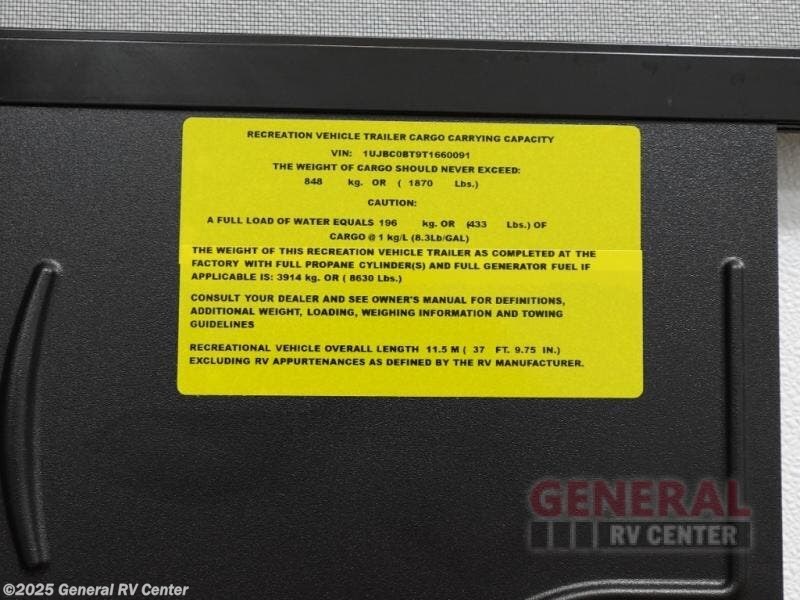 RECREATION VEHICLE TRAILER CARGO CARRYING CAPACITY
VIN: 1UJBC0BT9T1660091
THE WEIGHT OF CARGO SHOULD NEVER EXCEED:
848 kg. OR ( 1870 Lbs.)
CAUTION:
A FULL LOAD OF WATER EQUALS 196 kg. OR (433 Lbs.) OF
CARGO @ 1 kg/L (8.3Lb/GAL)
THE WEIGHT OF THIS RECREATION VEHICLE TRAILER AS COMPLETED AT THE
FACTORY WITH FULL PROPANE CYLINDER(S) AND FULL GENERATOR FUEL IF
APPLICABLE IS: 3914 kg. OR ( 8630 Lbs.)
CONSULT YOUR DEALER AND SEE OWNER'S MANUAL FOR DEFINITIONS,
ADDITIONAL WEIGHT, LOADING, WEIGHING INFORMATION AND TOWING
GUIDELINES
RECREATIONAL VEHICLE OVERALL LENGTH 11.5 M ( 37 FT. 9.75 IN.)
EXCLUDING RV APPURTENANCES AS DEFINED BY THE RV MANUFACTURER.
GENERAL
RV CENTER
©2025 General RV Center